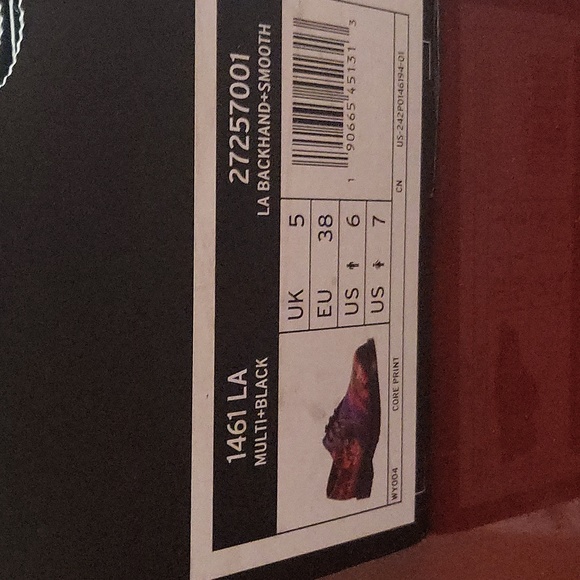 1461 LA
MULTI+BLACK
27257001
LA BACKHAND+SMOOTH
UK 5
EU 38
US 6
US 7
1 90665 45131 3
WY004
CORE PRINT
CN
US-242P0146194-01